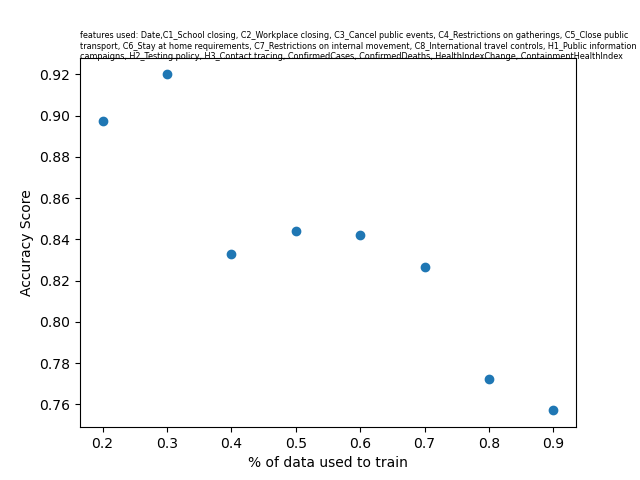 features used: Date,C1_School closing, C2_Workplace closing, C3_Cancel public events, C4_Restrictions on gatherings, C5_Close public
transport, C6_Stay at home requirements, C7_Restrictions on internal movement, C8_International travel controls, H1_Public information
campaigns, H2_Testing policy, H3_Contact tracing, ConfirmedCases, ConfirmedDeaths, HealthIndexChange, ContainmentHealthIndex
0.92
0.90
0.88
0.86
0.84
0.82
0.80
0.78
0.76
Accuracy Score
0.2 0.3 0.4 0.5 0.6 0.7 0.8 0.9
% of data used to train